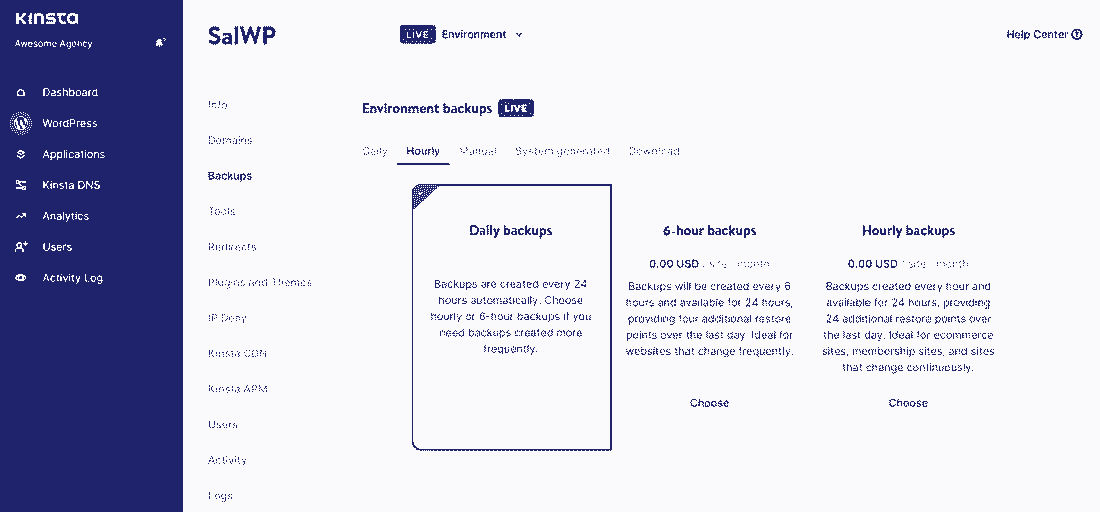 Kinsta
Awesome Agency
Dashboard
WordPress
Applications
Kinsta DNS
Analytics
Users
Activity Log
SalWP
LIVE Environment
Help Center
Info
Domains
Backups
Tools
Redirects
Plugins and Themes
IP Deny
Kinsta CDN
Kinsta APM
Users
Activity
Logs
Environment backups LIVE
Daily Hourly Manual System generated Download
Daily backups
Backups are created every 24
hours automatically. Choose
hourly or 6-hour backups if you
need backups created more
frequently.
6-hour backups
0.00 USD / site / month
Backups will be created every 6
hours and available for 24 hours,
providing four additional restore
points over the last day. Ideal for
websites that change frequently.
Choose
Hourly backups
0.00 USD / site / month
Backups created every hour and
available for 24 hours, providing
24 additional restore points over
the last day. Ideal for ecommerce
sites, membership sites, and sites
that change continuously.
Choose